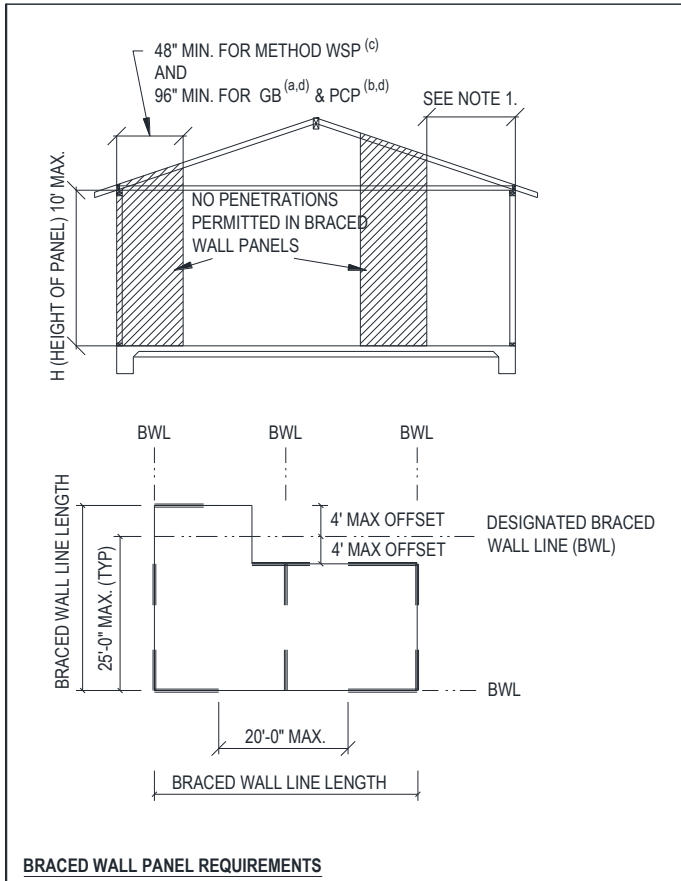 48" MIN. FOR METHOD WSP (c)
AND
96" MIN. FOR GB (a,d) & PCP (b,d)
SEE NOTE 1.
H (HEIGHT OF PANEL) 10' MAX.
NO PENETRATIONS
PERMITTED IN BRACED
WALL PANELS
BWL
BWL
BWL
BRACED WALL LINE LENGTH
25'-0" MAX. (TYP)
4' MAX OFFSET
4' MAX OFFSET
DESIGNATED BRACED
WALL LINE (BWL)
BWL
20'-0" MAX.
BRACED WALL LINE LENGTH
BRACED WALL PANEL REQUIREMENTS